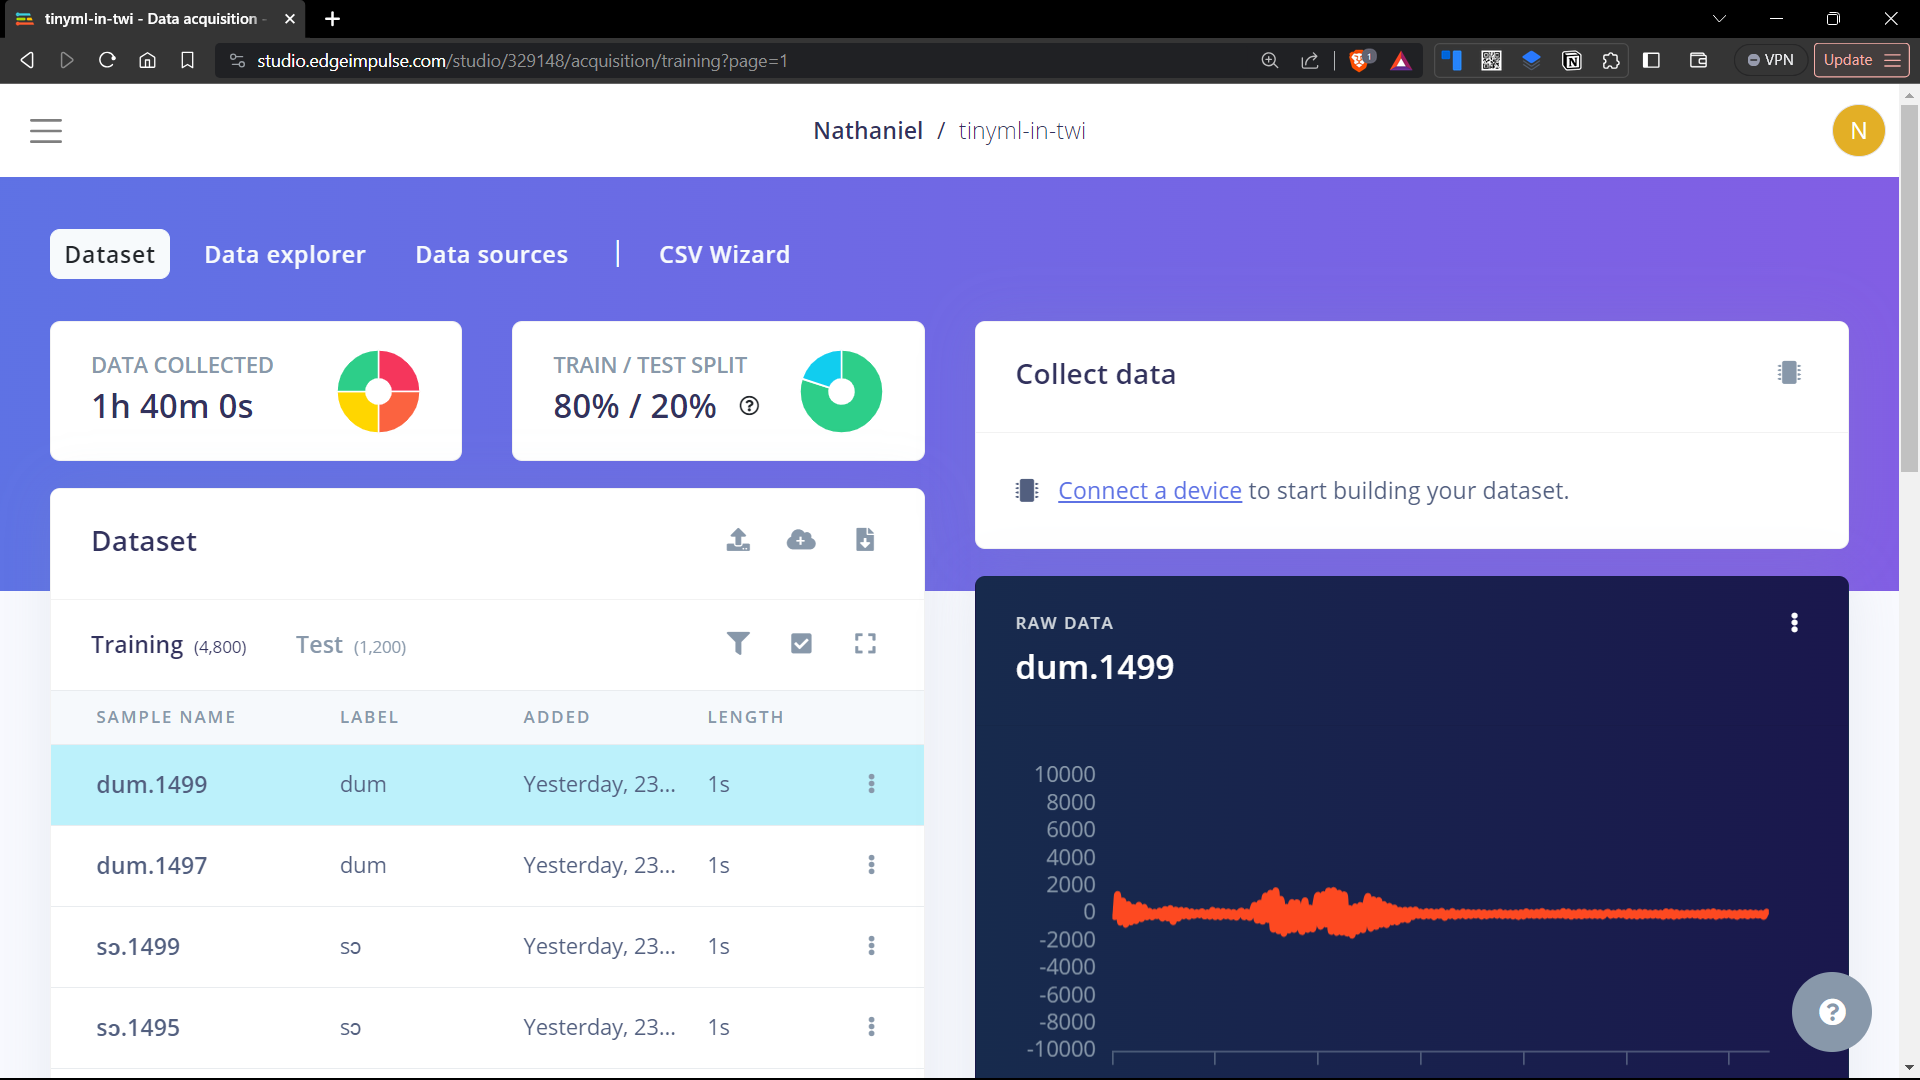 tinyml-in-twi - Data acquisition -
studio.edgeimpulse.com/studio/329148/acquisition/training?page=1
1
VPN
Update
Nathaniel / tinyml-in-twi
N
Dataset
Data explorer
Data sources
|
CSV Wizard
DATA COLLECTED
1h 40m 0s
TRAIN / TEST SPLIT
80% / 20%
Collect data
Connect a device to start building your dataset.
Dataset
Training (4,800)
Test (1,200)
SAMPLE NAME LABEL ADDED LENGTH
dum.1499 dum Yesterday, 23... 1s
dum.1497 dum Yesterday, 23... 1s
sɔ.1499 sɔ Yesterday, 23... 1s
sɔ.1495 sɔ Yesterday, 23... 1s
RAW DATA
dum.1499
10000
8000
6000
4000
2000
0
-2000
-4000
-6000
-8000
-10000